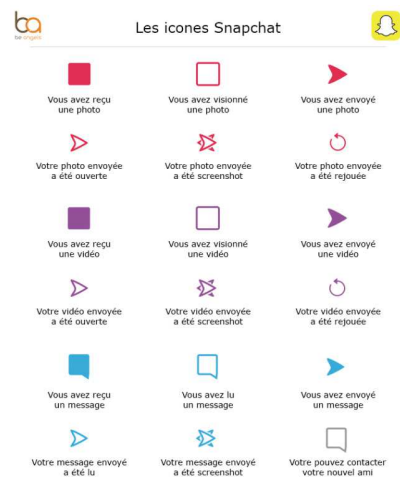 ba
be angels
Les icones Snapchat
Vous avez reçu
une photo
Vous avez visionné
une photo
Vous avez envoyé
une photo
Votre photo envoyée
a été ouverte
Votre photo envoyée
a été screenshot
Votre photo envoyée
a été rejouée
Vous avez reçu
une vidéo
Vous avez visionné
une vidéo
Vous avez envoyé
une vidéo
Votre vidéo envoyée
a été ouverte
Votre vidéo envoyée
a été screenshot
Votre vidéo envoyée
a été rejouée
Vous avez reçu
un message
Vous avez lu
un message
Vous avez envoyé
un message
Votre message envoyé
a été lu
Votre message envoyé
a été screenshot
Votre pouvez contacter
votre nouvel ami